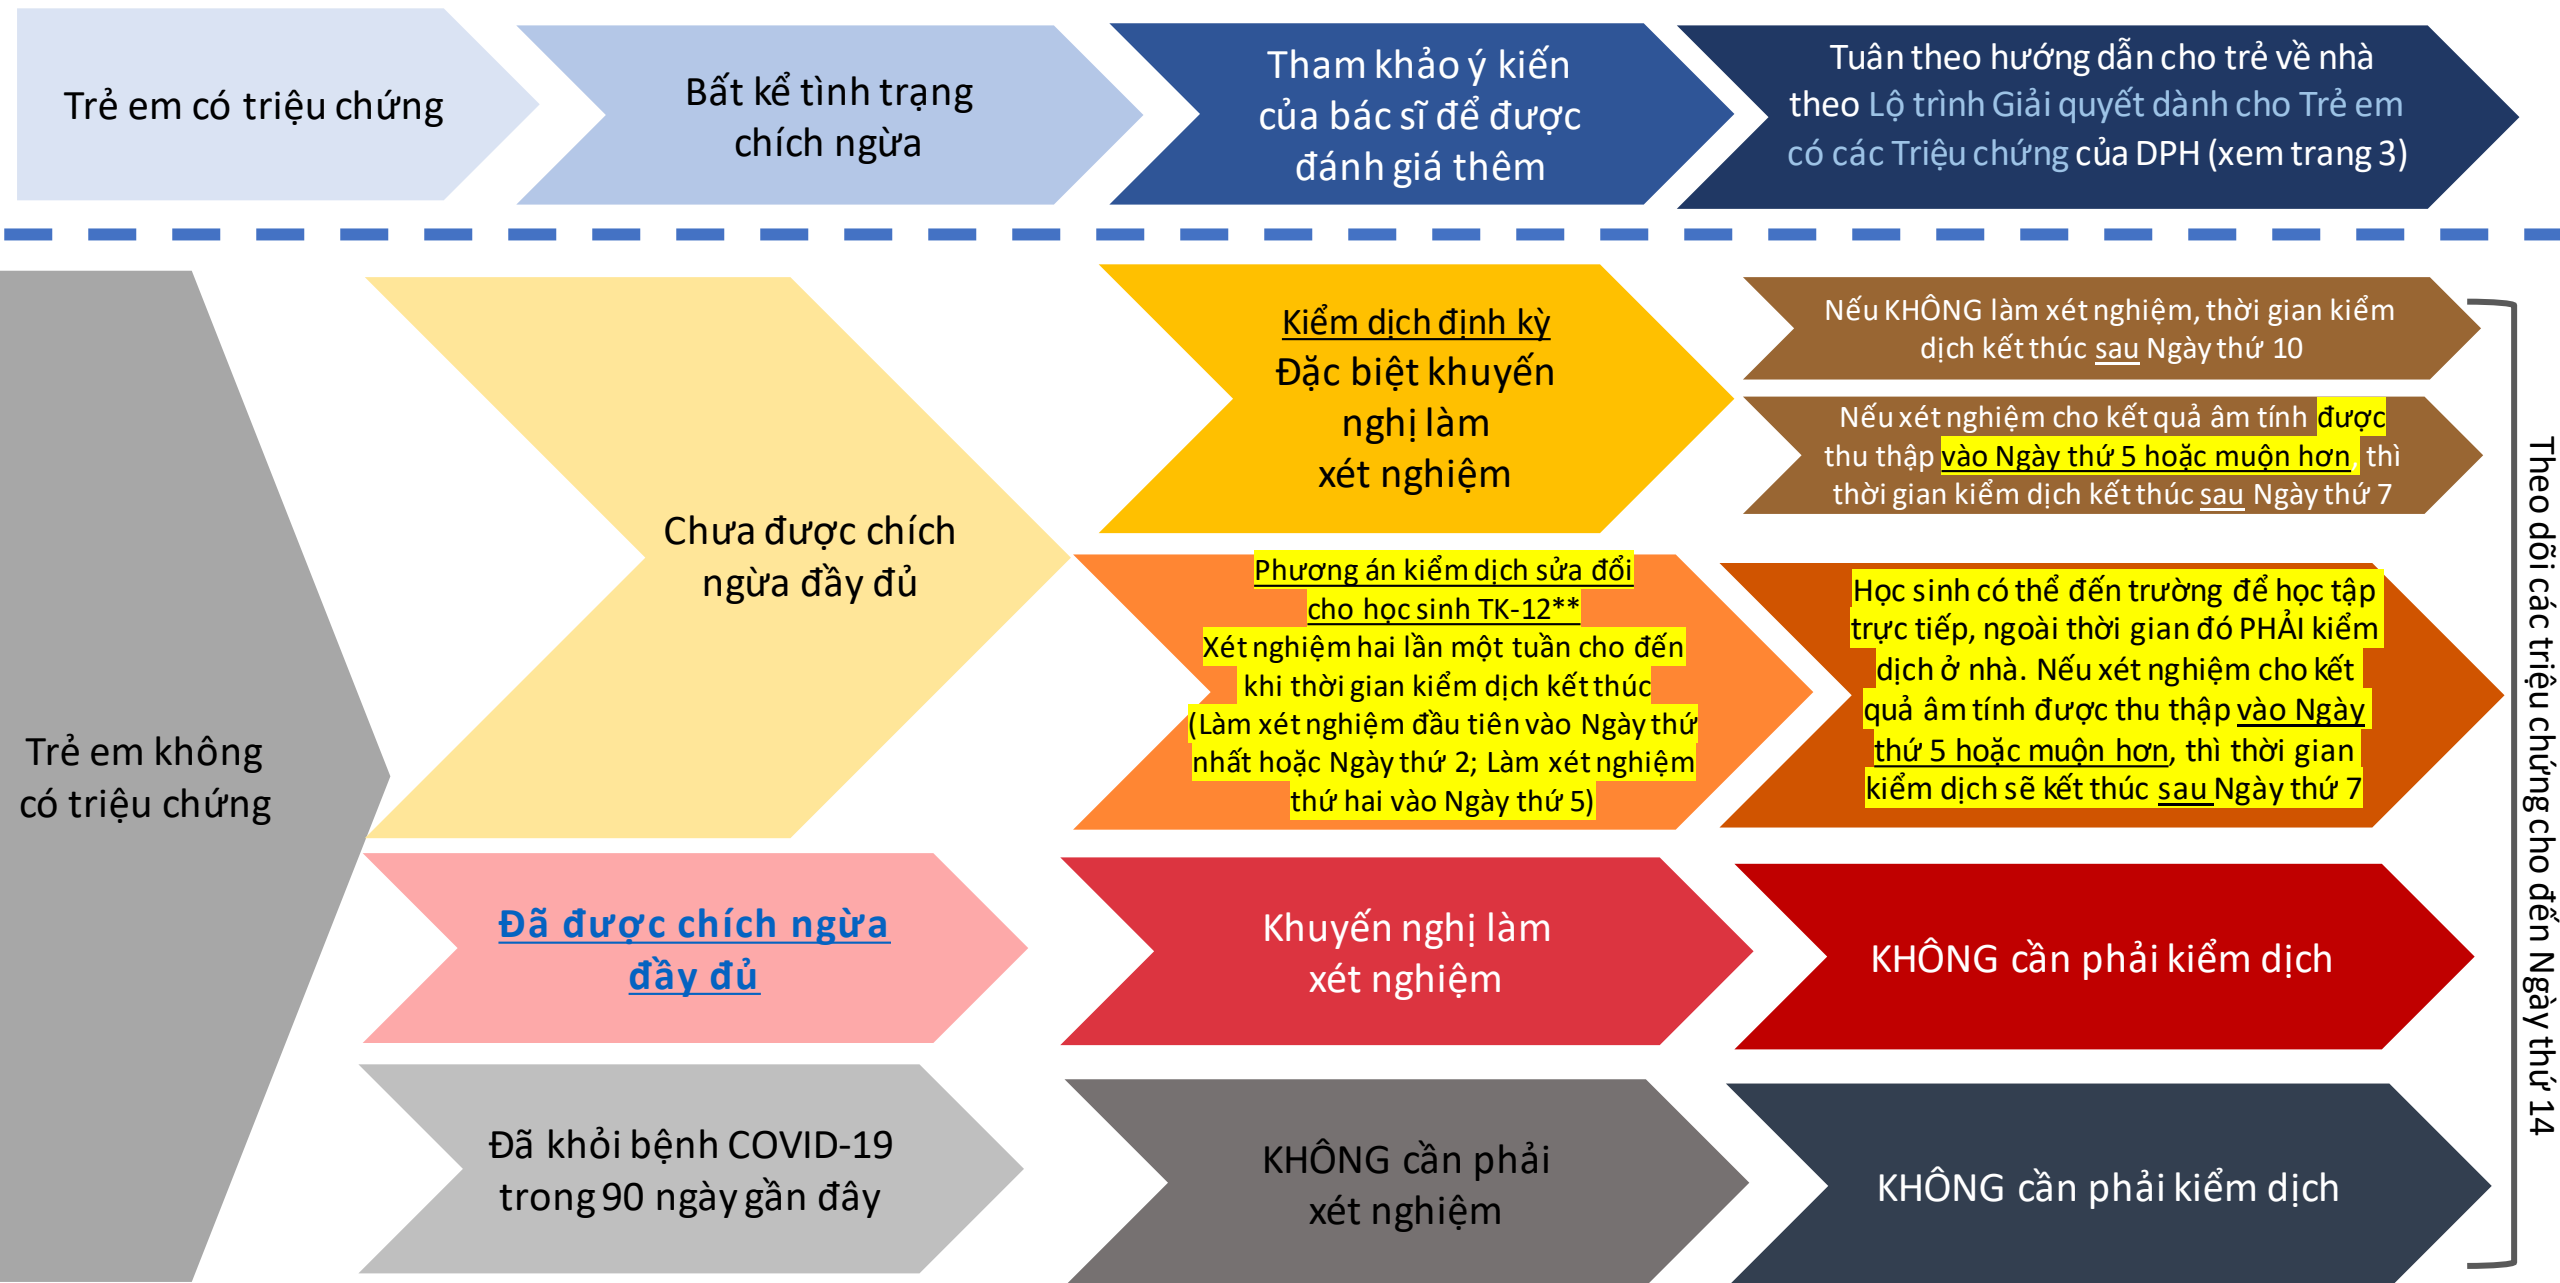 Trẻ em có triệu chứng
Bất kể tình trạng
chích ngừa
Tham khảo ý kiến
của bác sĩ để được
đánh giá thêm
Tuân theo hướng dẫn cho trẻ về nhà
theo Lộ trình Giải quyết dành cho Trẻ em
có các Triệu chứng của DPH (xem trang 3)
Trẻ em không
có triệu chứng
Chưa được chích
ngừa đầy đủ
Kiểm dịch định kỳ
Đặc biệt khuyến
nghị làm
xét nghiệm
Nếu KHÔNG làm xét nghiệm, thời gian kiểm
dịch kết thúc sau Ngày thứ 10
Nếu xét nghiệm cho kết quả âm tính được
thu thập vào Ngày thứ 5 hoặc muộn hơn, thì
thời gian kiểm dịch kết thúc sau Ngày thứ 7
Phương án kiểm dịch sửa đổi
cho học sinh TK-12**
Xét nghiệm hai lần một tuần cho đến
khi thời gian kiểm dịch kết thúc
(Làm xét nghiệm đầu tiên vào Ngày thứ
nhất hoặc Ngày thứ 2; Làm xét nghiệm
thứ hai vào Ngày thứ 5)
Học sinh có thể đến trường để học tập
trực tiếp, ngoài thời gian đó PHẢI kiểm
dịch ở nhà. Nếu xét nghiệm cho kết
quả âm tính được thu thập vào Ngày
thứ 5 hoặc muộn hơn, thì thời gian
kiểm dịch sẽ kết thúc sau Ngày thứ 7
Đã được chích ngừa
đầy đủ
Khuyến nghị làm
xét nghiệm
KHÔNG cần phải kiểm dịch
Đã khỏi bệnh COVID-19
trong 90 ngày gần đây
KHÔNG cần phải
xét nghiệm
KHÔNG cần phải kiểm dịch
Theo dõi các triệu chứng cho đến Ngày thứ 14